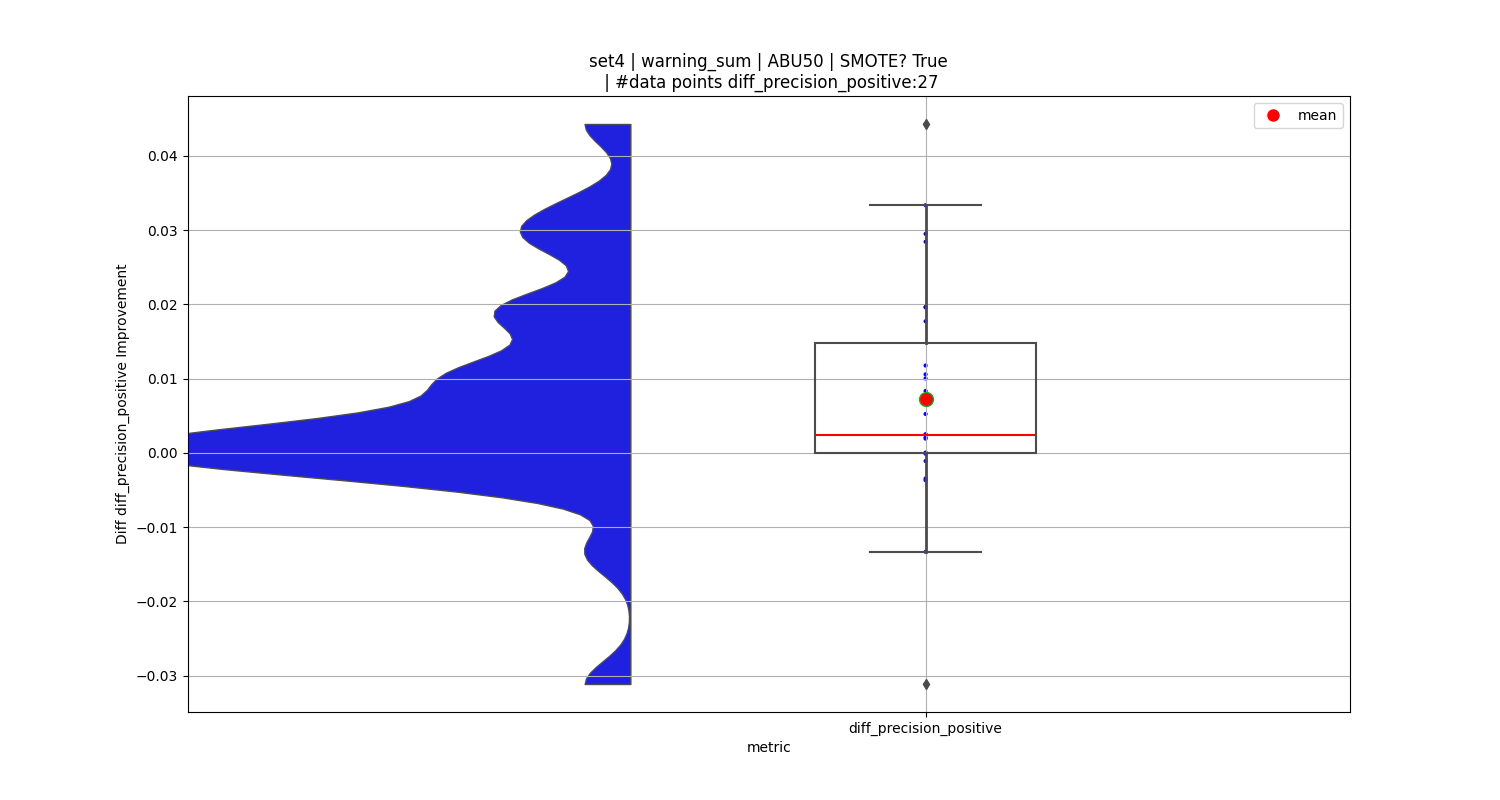 set4 | warning_sum | ABU50 | SMOTE? True
| #data points diff_precision_positive:27
mean
0.04
0.03
0.02
0.01
0.00
−0.01
−0.02
−0.03
Diff diff_precision_positive Improvement
diff_precision_positive
metric